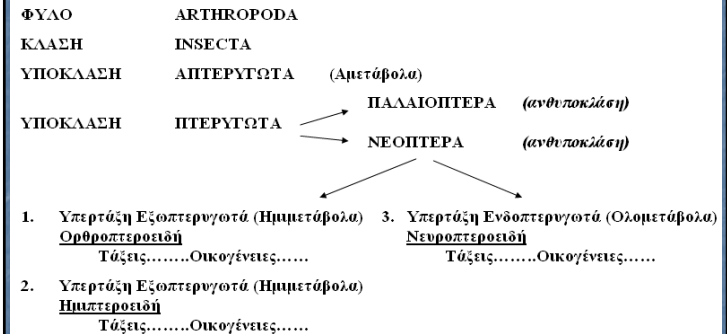 ΦΥΛΟ ARTHROPODA
ΚΛΑΣΗ INSECTA
ΥΠΟΚΛΑΣΗ ΑΠΤΕΡΥΓΩΤΑ (Αμετάβολα)
ΠΑΛΑΙΟΠΤΕΡΑ (ανθυποκλάση)
ΥΠΟΚΛΑΣΗ ΠΤΕΡΥΓΩΤΑ
ΝΕΟΠΤΕΡΑ (ανθυποκλάση)
1. Υπερτάξη Εξωπτερυγωτά (Ημιμετάβολα)
Ορθροπτεροειδή
Τάξεις........Οικογένειες......
3. Υπερτάξη Ενδοπτερυγωτά (Ολομετάβολα)
Νευροπτεροειδή
Τάξεις........Οικογένειες......
2. Υπερτάξη Εξωπτερυγωτά (Ημιμετάβολα)
Ημιπτεροειδή
Τάξεις........Οικογένειες......